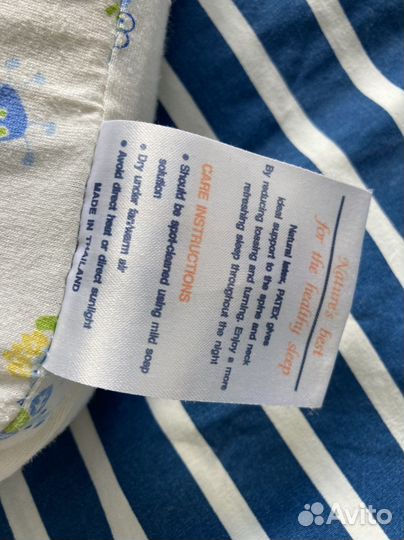 Nature's best
for the healthy sleep
Natural latex, PATEX gives
ideal support to the spine and neck
By reducing tossing and turning. Enjoy a more
refreshing sleep throughout the night
CARE INSTRUCTIONS
• Should be spot-cleaned using mild soap
solution
• Dry under fan/warm air
• Avoid direct heat or direct sunlight
MADE IN THAILAND
Avito